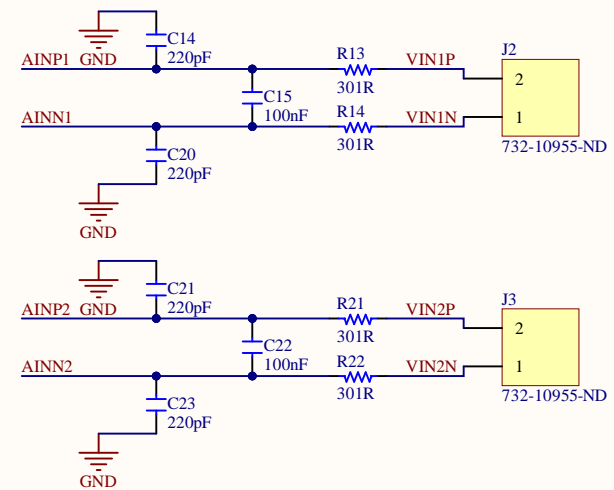 C14
220pF
AINP1 GND
R13
301R
VIN1P
J2
2
C15
100nF
AINN1
R14
301R
VIN1N
1
732-10955-ND
C20
220pF
GND
C21
220pF
AINP2 GND
R21
301R
VIN2P
J3
2
C22
100nF
AINN2
R22
301R
VIN2N
1
732-10955-ND
C23
220pF
GND